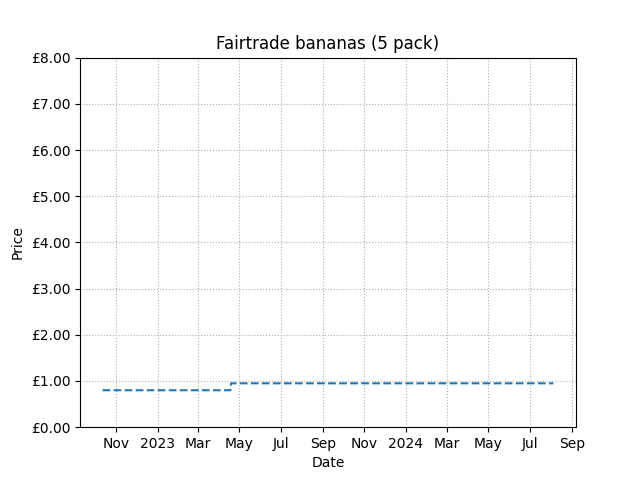 Fairtrade bananas (5 pack)
£8.00
£7.00
£6.00
£5.00
£4.00
£3.00
£2.00
£1.00
£0.00
Price
Nov 2023 Mar May Jul Sep Nov 2024 Mar May Jul Sep
Date